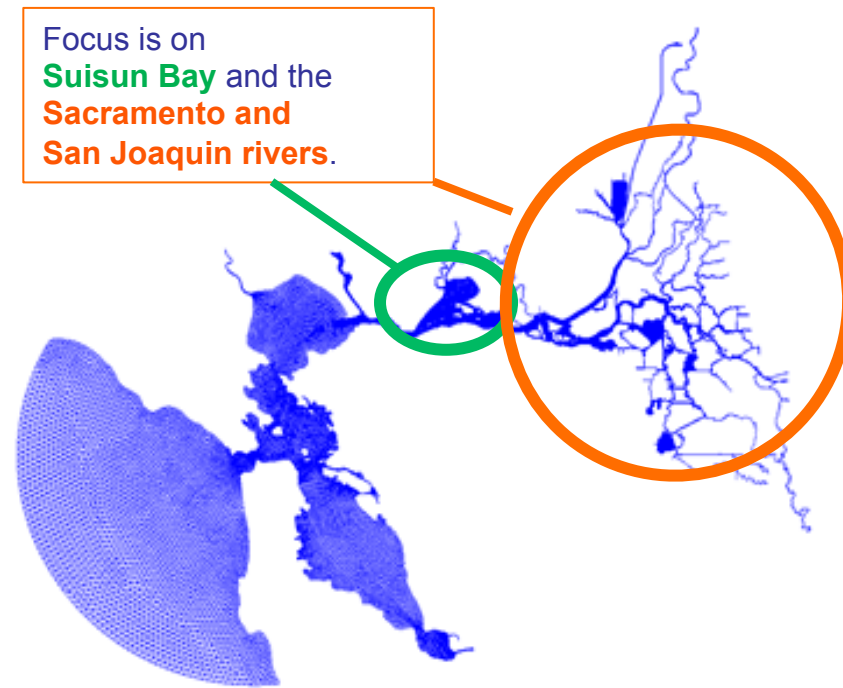 Focus is on
Suisun Bay and the
Sacramento and
San Joaquin rivers.